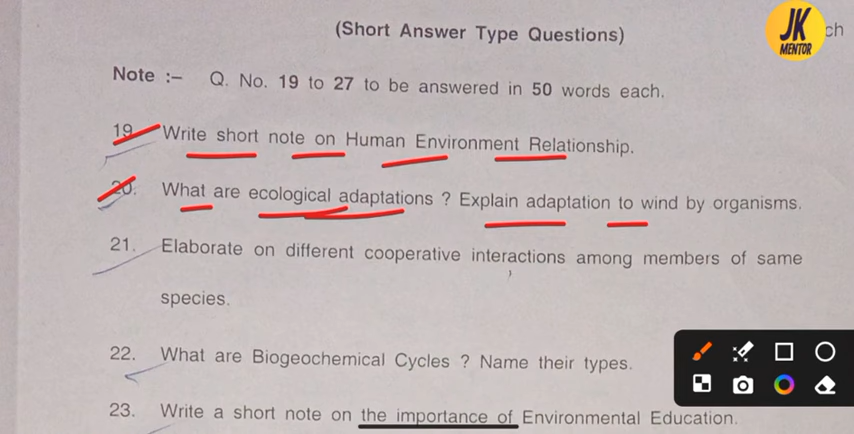 (Short Answer Type Questions)
JK
MENTOR
ch
Note :– Q. No. 19 to 27 to be answered in 50 words each.
19. Write short note on Human Environment Relationship.
20. What are ecological adaptations ? Explain adaptation to wind by organisms.
21. Elaborate on different cooperative interactions among members of same
species.
22. What are Biogeochemical Cycles ? Name their types.
23. Write a short note on the importance of Environmental Education.